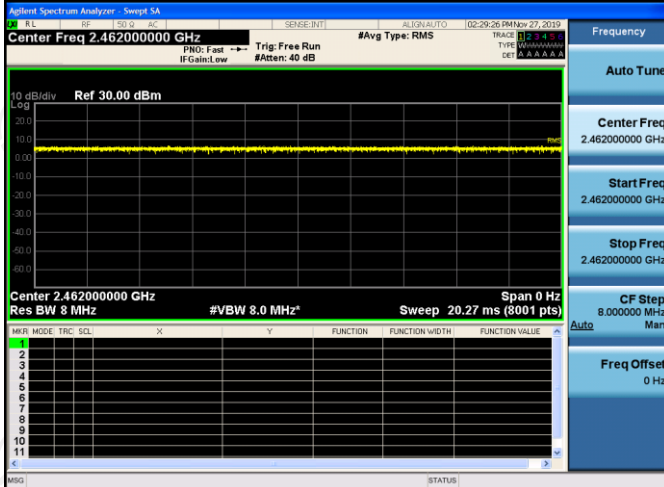 Agilent Spectrum Analyzer - Swept SA
RL RF 50 Ω AC SENSE:INT ALIGN AUTO 02:29:26 PM Nov 27, 2019
Center Freq 2.462000000 GHz #Avg Type: RMS TRACE 1 2 3 4 5 6
PNO: Fast Trig: Free Run TYPE W
IFGain:Low #Atten: 40 dB DET A A A A A A
Frequency
Auto Tune
10 dB/div Ref 30.00 dBm
Log
20.0
10.0
RMS
0.00
-10.0
-20.0
-30.0
-40.0
-50.0
-60.0
Center Freq
2.462000000 GHz
Start Freq
2.462000000 GHz
Stop Freq
2.462000000 GHz
CF Step
8.000000 MHz
Auto Man
Freq Offset
0 Hz
Center 2.462000000 GHz Span 0 Hz
Res BW 8 MHz #VBW 8.0 MHz* Sweep 20.27 ms (8001 pts)
MKR MODE TRC SCL X Y FUNCTION FUNCTION WIDTH FUNCTION VALUE
1
2
3
4
5
6
7
8
9
10
11
MSG STATUS